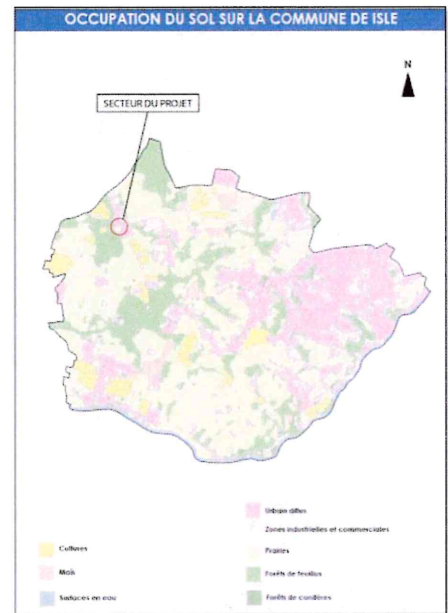 OCCUPATION DU SOL SUR LA COMMUNE DE ISLE
N
SECTEUR DU PROJET
Urbain diffus
Zones industrielles et commerciales
Cultures
Prairies
Maïs
Forêts de feuillus
Surfaces en eau
Forêts de conifères